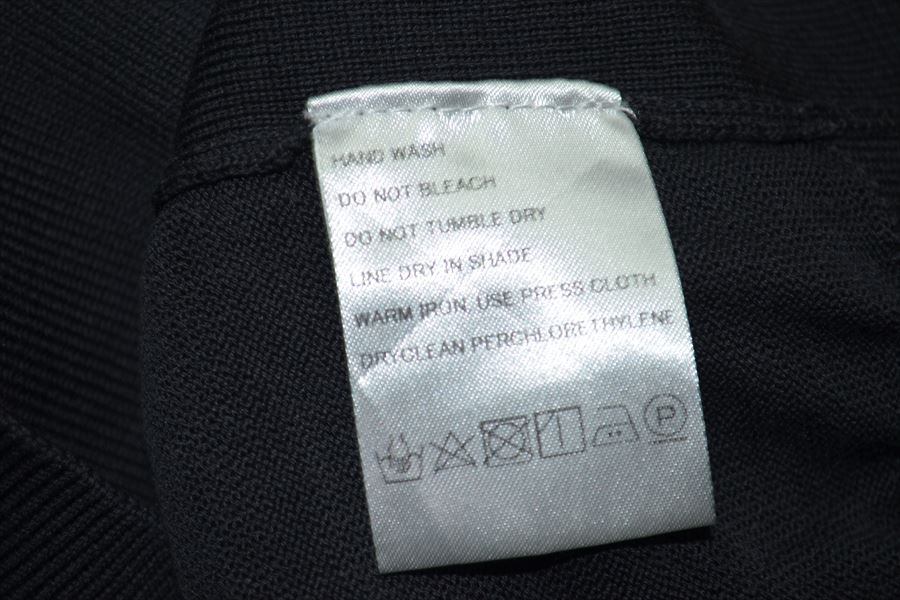 HAND WASH
DO NOT BLEACH
DO NOT TUMBLE DRY
LINE DRY IN SHADE
WARM IRON, USE PRESS CLOTH
DRYCLEAN PERCHLORETHYLENE
P